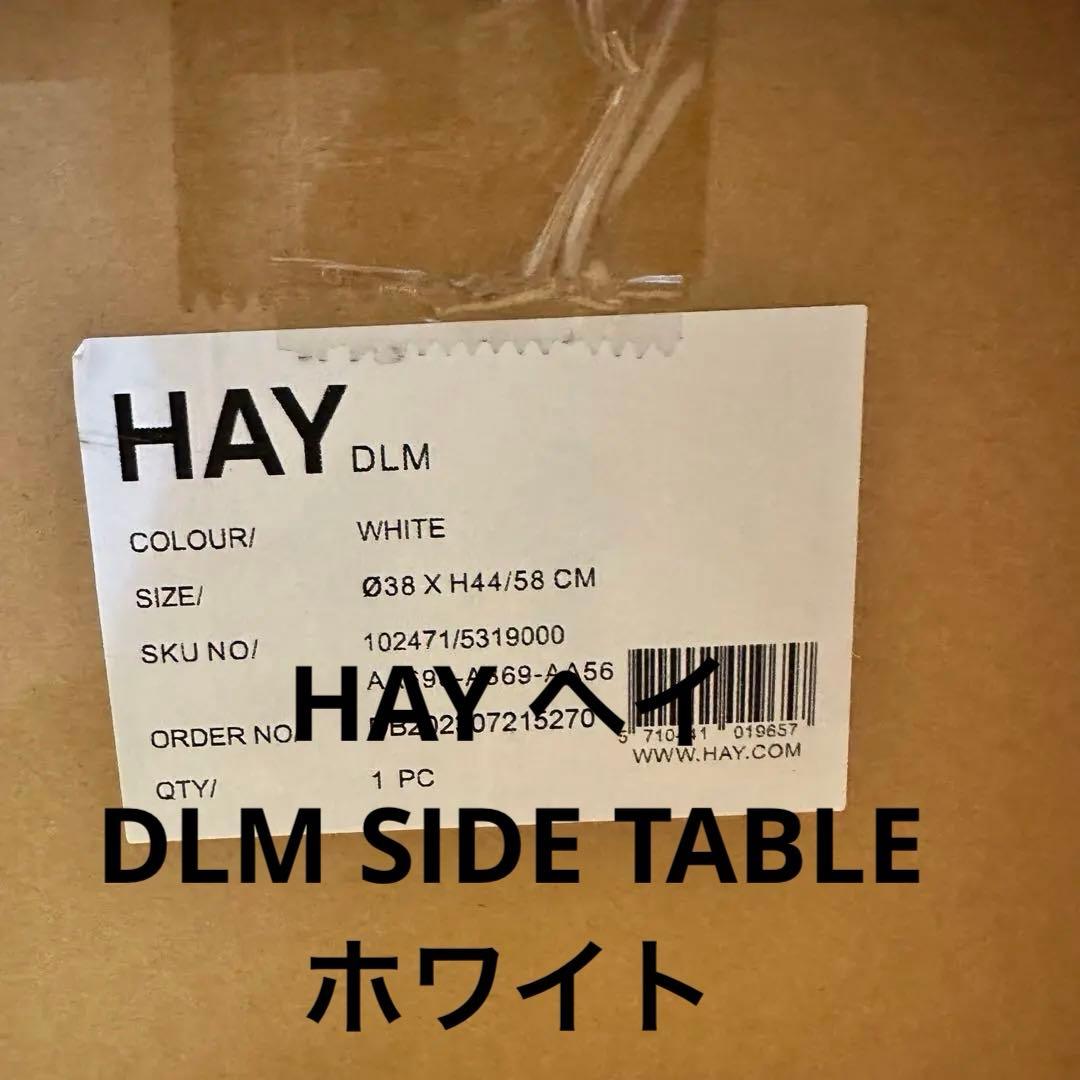 HAY DLM
COLOUR/ WHITE
SIZE/ Ø38 X H44/58 CM
SKU NO/ 102471/5319000
ORDER NO/
QTY/ 1 PC
019657
WWW.HAY.COM
HAY ヘイ
DLM SIDE TABLE
ホワイト